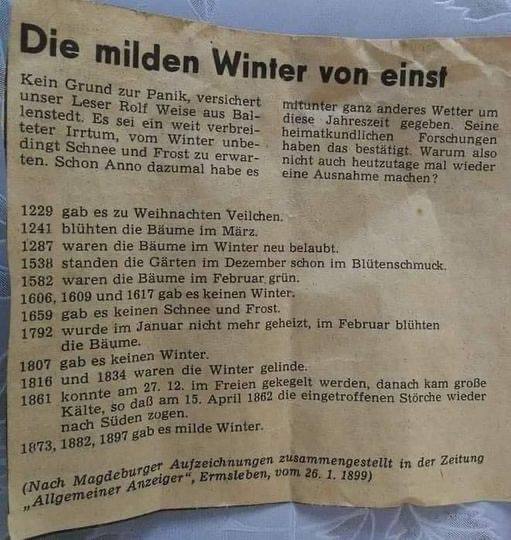 Die milden Winter von einst
Kein Grund zur Panik, versichert
unser Leser Rolf Weise aus Bal-
lenstedt. Es sei ein weit verbrei-
teter Irrtum, vom Winter unbe-
dingt Schnee und Frost zu erwar-
ten. Schon Anno dazumal habe es
mitunter ganz anderes Wetter um
diese Jahreszeit gegeben. Seine
heimatkundlichen Forschungen
haben das bestätigt. Warum also
nicht auch heutzutage mal wieder
eine Ausnahme machen?
1229 gab es zu Weihnachten Veilchen.
1241 blühten die Bäume im März.
1287 waren die Bäume im Winter neu belaubt.
1538 standen die Gärten im Dezember schon im Blütenschmuck.
1582 waren die Bäume im Februar grün.
1606, 1609 und 1617 gab es keinen Winter.
1659 gab es keinen Schnee und Frost.
1792 wurde im Januar nicht mehr geheizt, im Februar blühten
die Bäume.
1807 gab es keinen Winter.
1816 und 1834 waren die Winter gelinde.
1861 konnte am 27. 12. im Freien gekegelt werden, danach kam große
Kälte, so daß am 15. April 1862 die eingetroffenen Störche wieder
nach Süden zogen.
1873, 1882, 1897 gab es milde Winter.
(Nach Magdeburger Aufzeichnungen zusammengestellt in der Zeitung
„Allgemeiner Anzeiger“, Ermsleben, vom 26. 1. 1899)